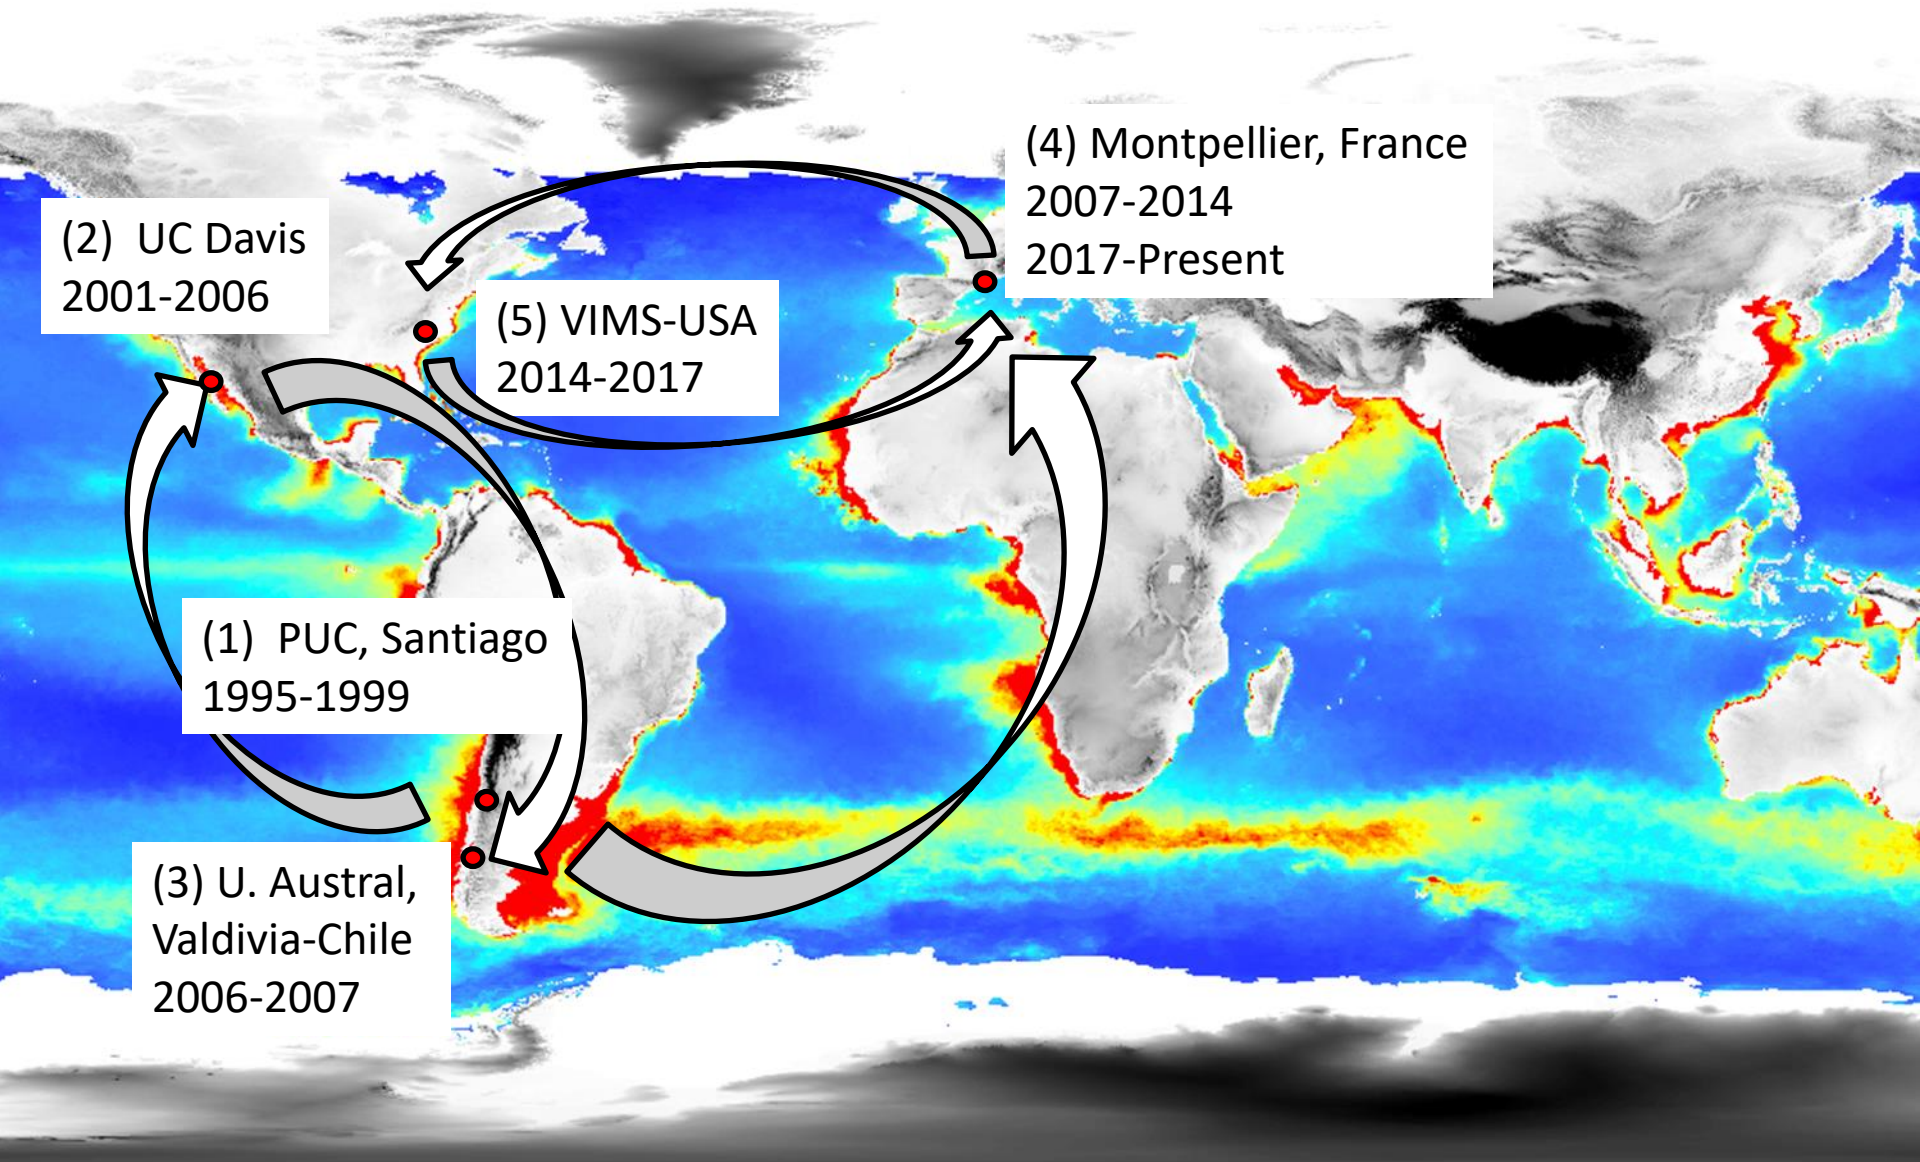 (4) Montpellier, France
2007-2014
2017-Present
(2) UC Davis
2001-2006
(5) VIMS-USA
2014-2017
(1) PUC, Santiago
1995-1999
(3) U. Austral,
Valdivia-Chile
2006-2007